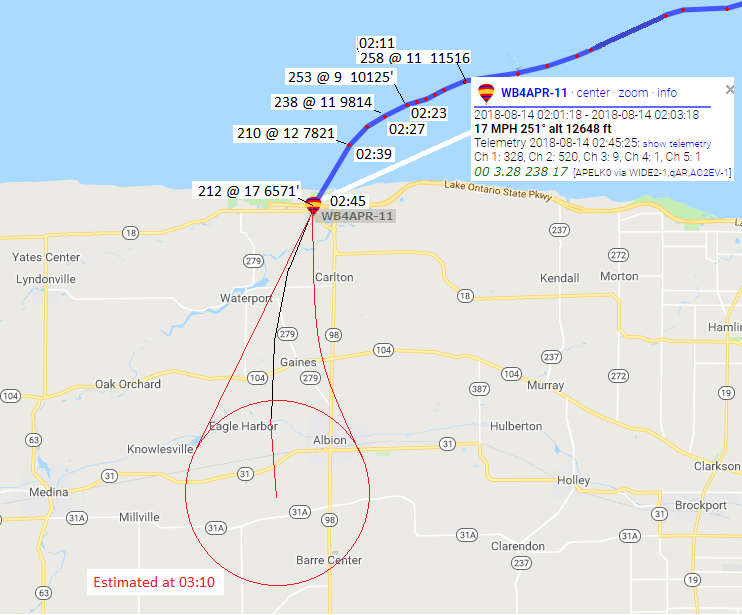 02:11
258 @ 11 11516
253 @ 9 10125'
WB4APR-11 · center · zoom · info
2018-08-14 02:01:18 - 2018-08-14 02:03:18
238 @ 11 9814
02:23
17 MPH 251° alt 12648 ft
02:27
Telemetry 2018-08-14 02:45:25: show telemetry
210 @ 12 7821
Ch 1: 328, Ch 2: 520, Ch 3: 9, Ch 4: 1, Ch 5: 1
02:39
00 3.28 238 17 [APELK0 via WIDE2-1,qAR,AC2EV-1]
212 @ 17 6571'
Lake Ontario State Pkwy
02:45
WB4APR-11
La
18
237
Yates Center
279
272
Lyndonville
Carlton
Kendall
Morton
Waterport
18
279
98
Hamlin
104
Gaines
237
104
279
104
272
Oak Orchard
387
Murray
19
104
Eagle Harbor
Hulberton
63
Albion
31
Knowlesville
Clarkson
31
31
Holley
Medina
Brockport
31A
Millville
31A
98
31
31A
31A
31A
Clarendon
Barre Center
237
Estimated at 03:10
19
63